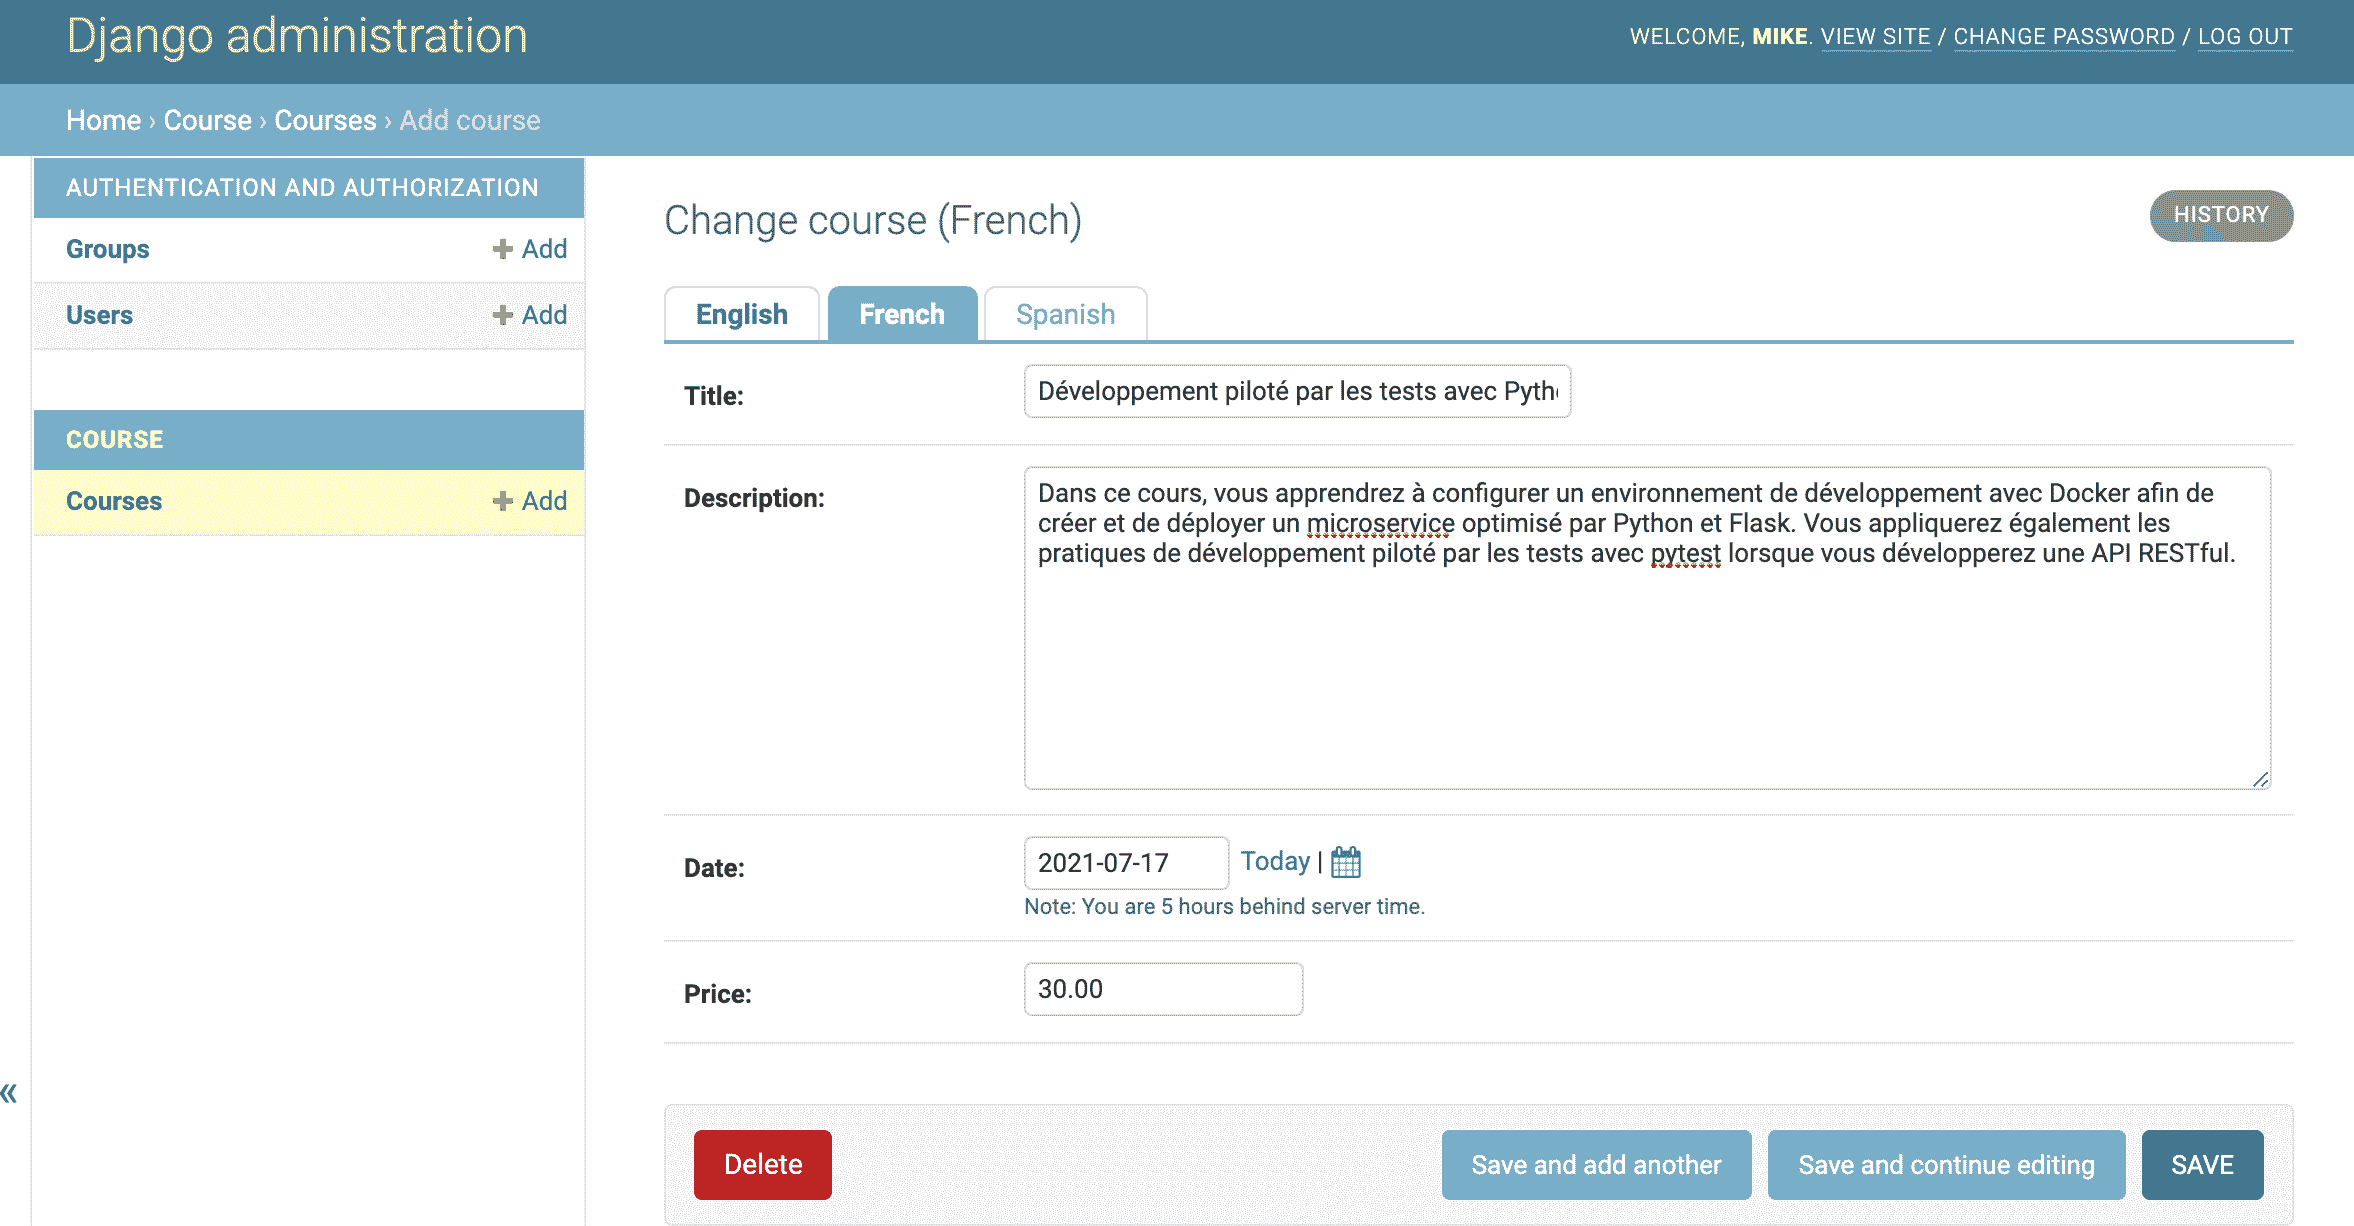 Django administration
WELCOME, MIKE. VIEW SITE / CHANGE PASSWORD / LOG OUT
Home › Course › Courses › Add course
AUTHENTICATION AND AUTHORIZATION
Groups + Add
Users + Add
COURSE
Courses + Add
«
Change course (French)
HISTORY
English French Spanish
Title: Développement piloté par les tests avec Pyth
Description: Dans ce cours, vous apprendrez à configurer un environnement de développement avec Docker afin de
créer et de déployer un microservice optimisé par Python et Flask. Vous appliquerez également les
pratiques de développement piloté par les tests avec pytest lorsque vous développerez une API RESTful.
Date: 2021-07-17 Today |
Note: You are 5 hours behind server time.
Price: 30.00
Delete Save and add another Save and continue editing SAVE